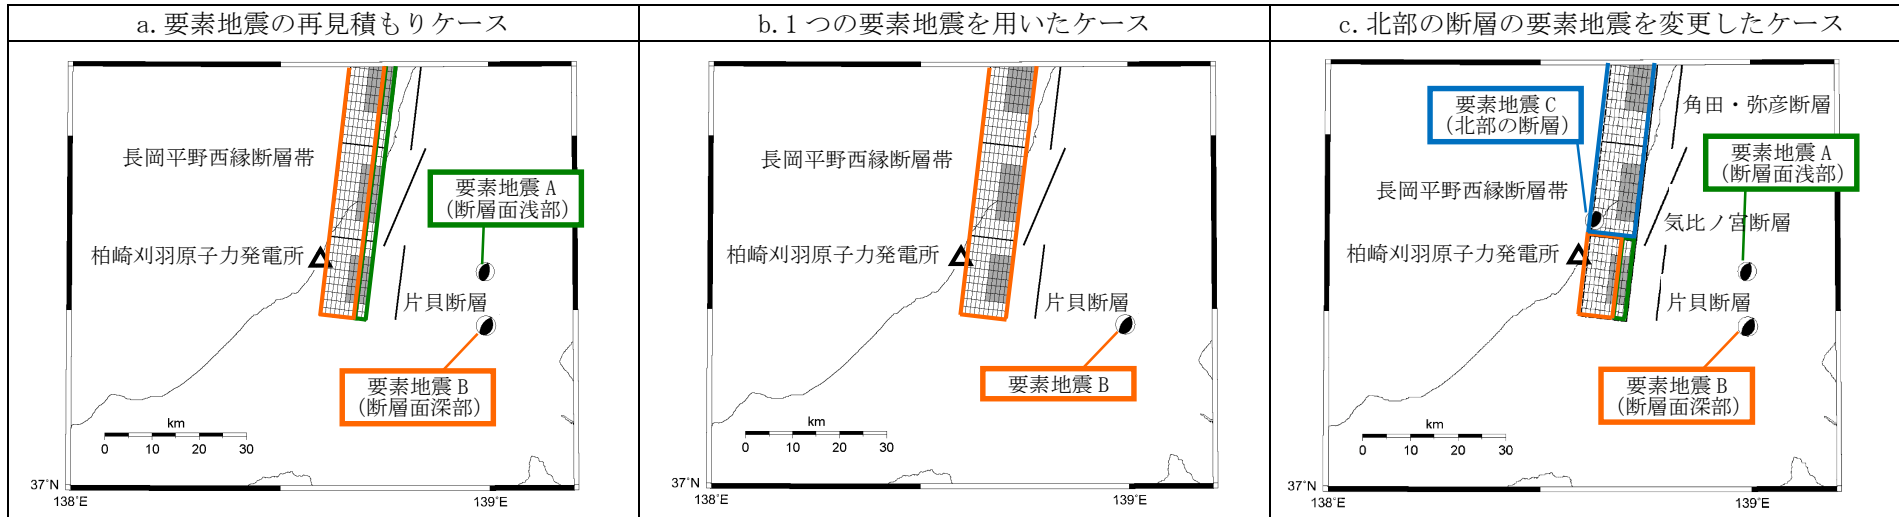 a.要素地震の再見積もりケース
長岡平野西縁断層帯
要素地震A
(断層面浅部)
柏崎刈羽原子力発電所
片貝断層
要素地震B
(断層面深部)
km
0 10 20 30
37°N
138°E
139°E
b.1つの要素地震を用いたケース
長岡平野西縁断層帯
柏崎刈羽原子力発電所
片貝断層
要素地震B
km
0 10 20 30
37°N
138°E
139°E
c.北部の断層の要素地震を変更したケース
要素地震C
(北部の断層)
角田・弥彦断層
要素地震A
(断層面浅部)
長岡平野西縁断層帯
気比ノ宮断層
柏崎刈羽原子力発電所
片貝断層
要素地震B
(断層面深部)
km
0 10 20 30
37°N
138°E
139°E